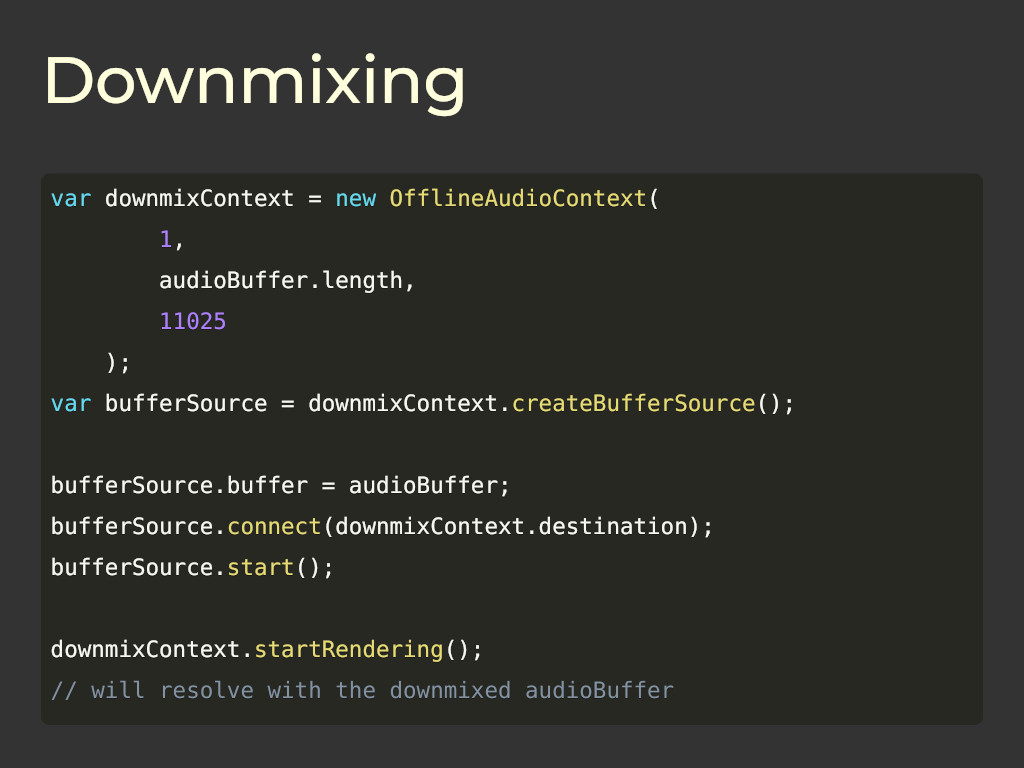 Downmixing
var downmixContext = new OfflineAudioContext(
        1,
        audioBuffer.length,
        11025
    );
var bufferSource = downmixContext.createBufferSource();
bufferSource.buffer = audioBuffer;
bufferSource.connect(downmixContext.destination);
bufferSource.start();
downmixContext.startRendering();
// will resolve with the downmixed audioBuffer